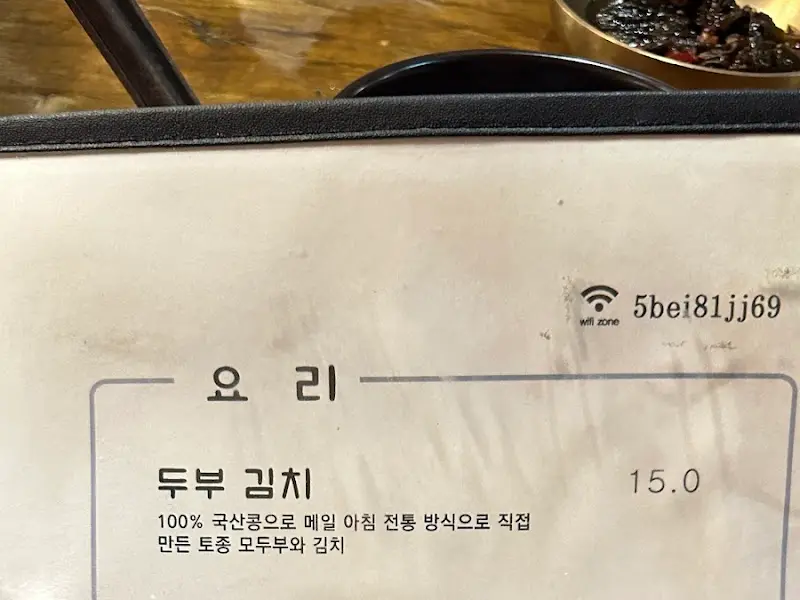 wifi zone 5bei81jj69
요 리
두부 김치 15.0
100% 국산콩으로 메일 아침 전통 방식으로 직접
만든 토종 모두부와 김치